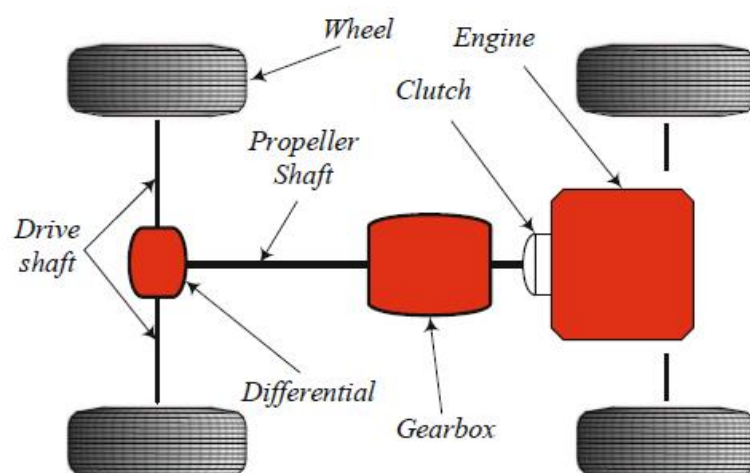 Wheel
Engine
Clutch
Propeller
Shaft
Drive
shaft
Differential
Gearbox